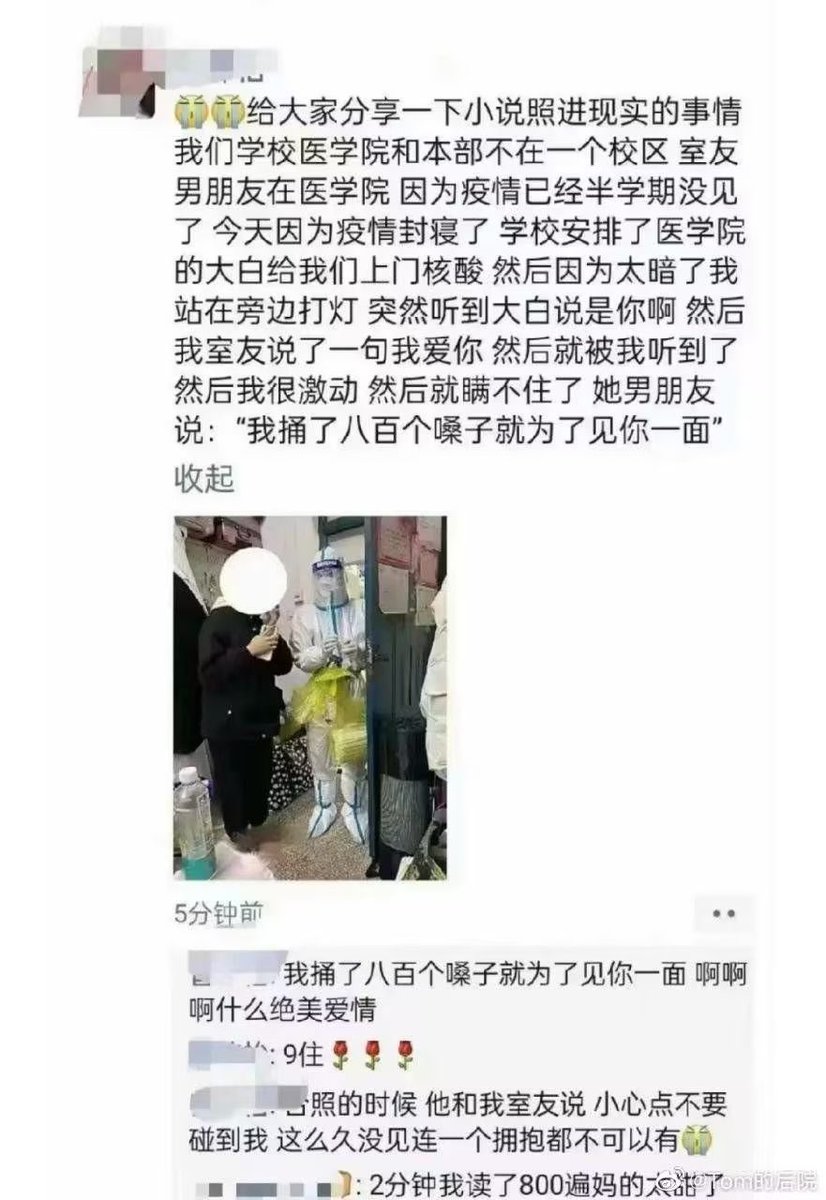 给大家分享一下小说照进现实的事情
我们学校医学院和本部不在一个校区 室友
男朋友在医学院 因为疫情已经半学期没见
了 今天因为疫情封寝了 学校安排了医学院
的大白给我们上门核酸 然后因为太暗了我
站在旁边打灯 突然听到大白说是你啊 然后
我室友说了一句我爱你 然后就被我听到了
然后我很激动 然后就瞒不住了 她男朋友
说：“我捅了八百个嗓子就为了见你一面”
收起
5分钟前
: 我捅了八百个嗓子就为了见你一面 啊啊
啊什么绝美爱情
: 9住🌹🌹🌹
: 合照的时候 他和我室友说 小心点不要
碰到我 这么久没见连一个拥抱都不可以有
: 2分钟我读了800遍妈的太甜了
@Tom的后院